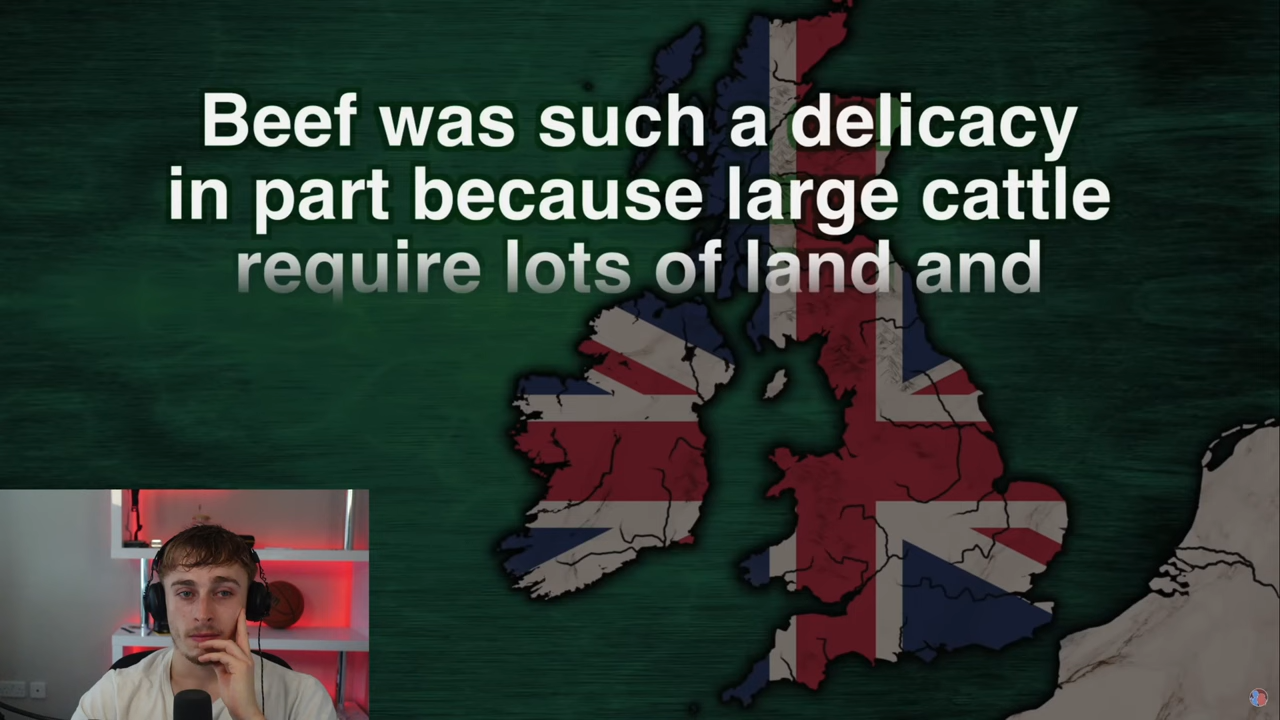 Beef was such a delicacy
in part because large cattle
require lots of land and